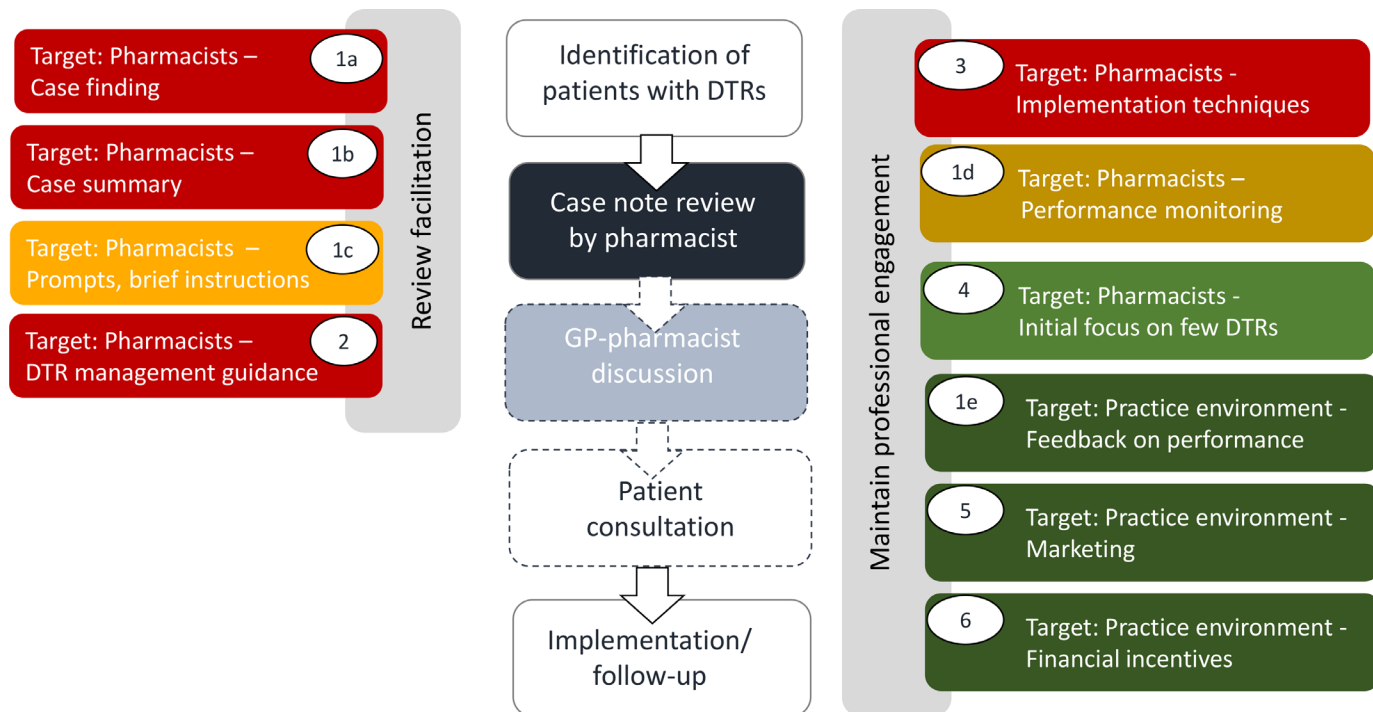 Target: Pharmacists –
Case finding
1a
Target: Pharmacists –
Case summary
1b
Target: Pharmacists –
Prompts, brief instructions
1c
Target: Pharmacists –
DTR management guidance
2
Review facilitation
Identification of
patients with DTRs
Case note review
by pharmacist
GP-pharmacist
discussion
Patient
consultation
Implementation/
follow-up
Maintain professional engagement
3
Target: Pharmacists -
Implementation techniques
1d
Target: Pharmacists –
Performance monitoring
4
Target: Pharmacists -
Initial focus on few DTRs
1e
Target: Practice environment -
Feedback on performance
5
Target: Practice environment -
Marketing
6
Target: Practice environment -
Financial incentives